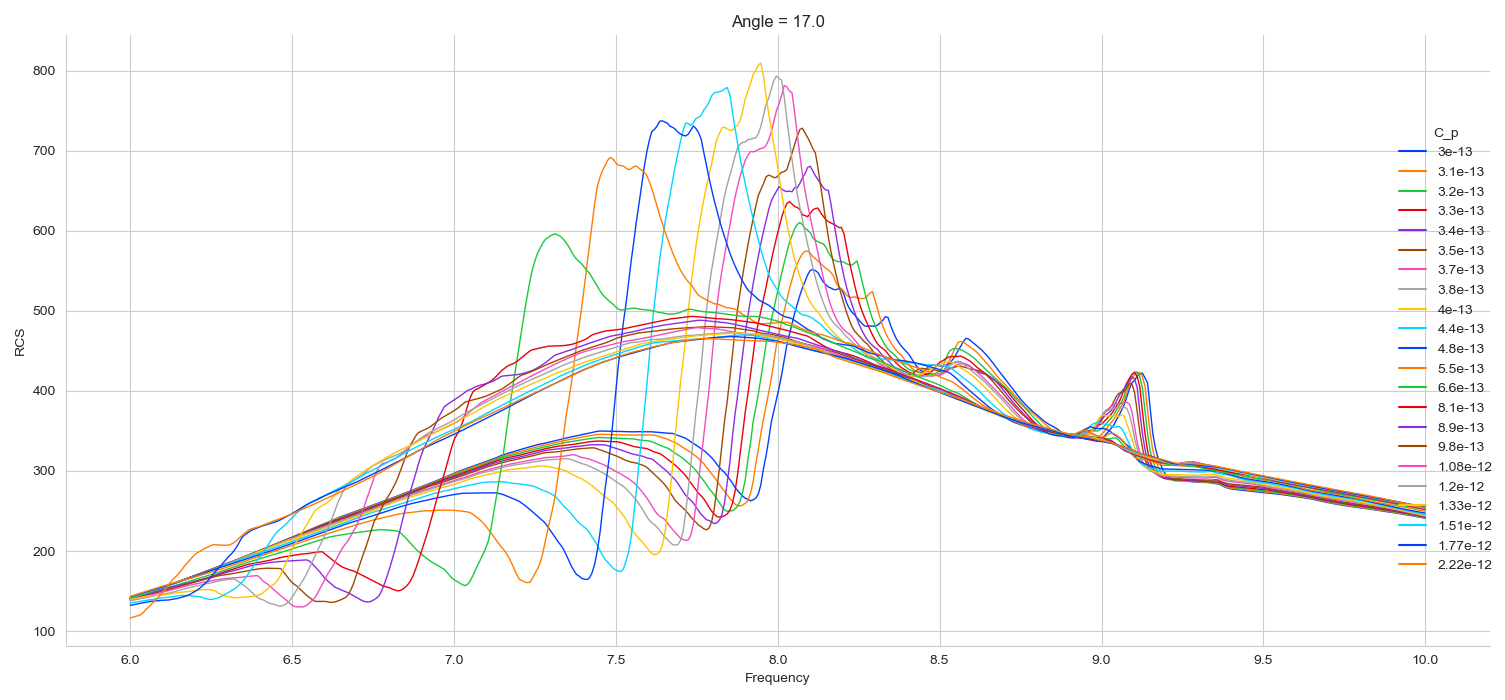 Angle = 17.0
RCS
800
700
600
500
400
300
200
100
6.0 6.5 7.0 7.5 8.0 8.5 9.0 9.5 10.0
Frequency
C_p
3e-13
3.1e-13
3.2e-13
3.3e-13
3.4e-13
3.5e-13
3.7e-13
3.8e-13
4e-13
4.4e-13
4.8e-13
5.5e-13
6.6e-13
8.1e-13
8.9e-13
9.8e-13
1.08e-12
1.2e-12
1.33e-12
1.51e-12
1.77e-12
2.22e-12